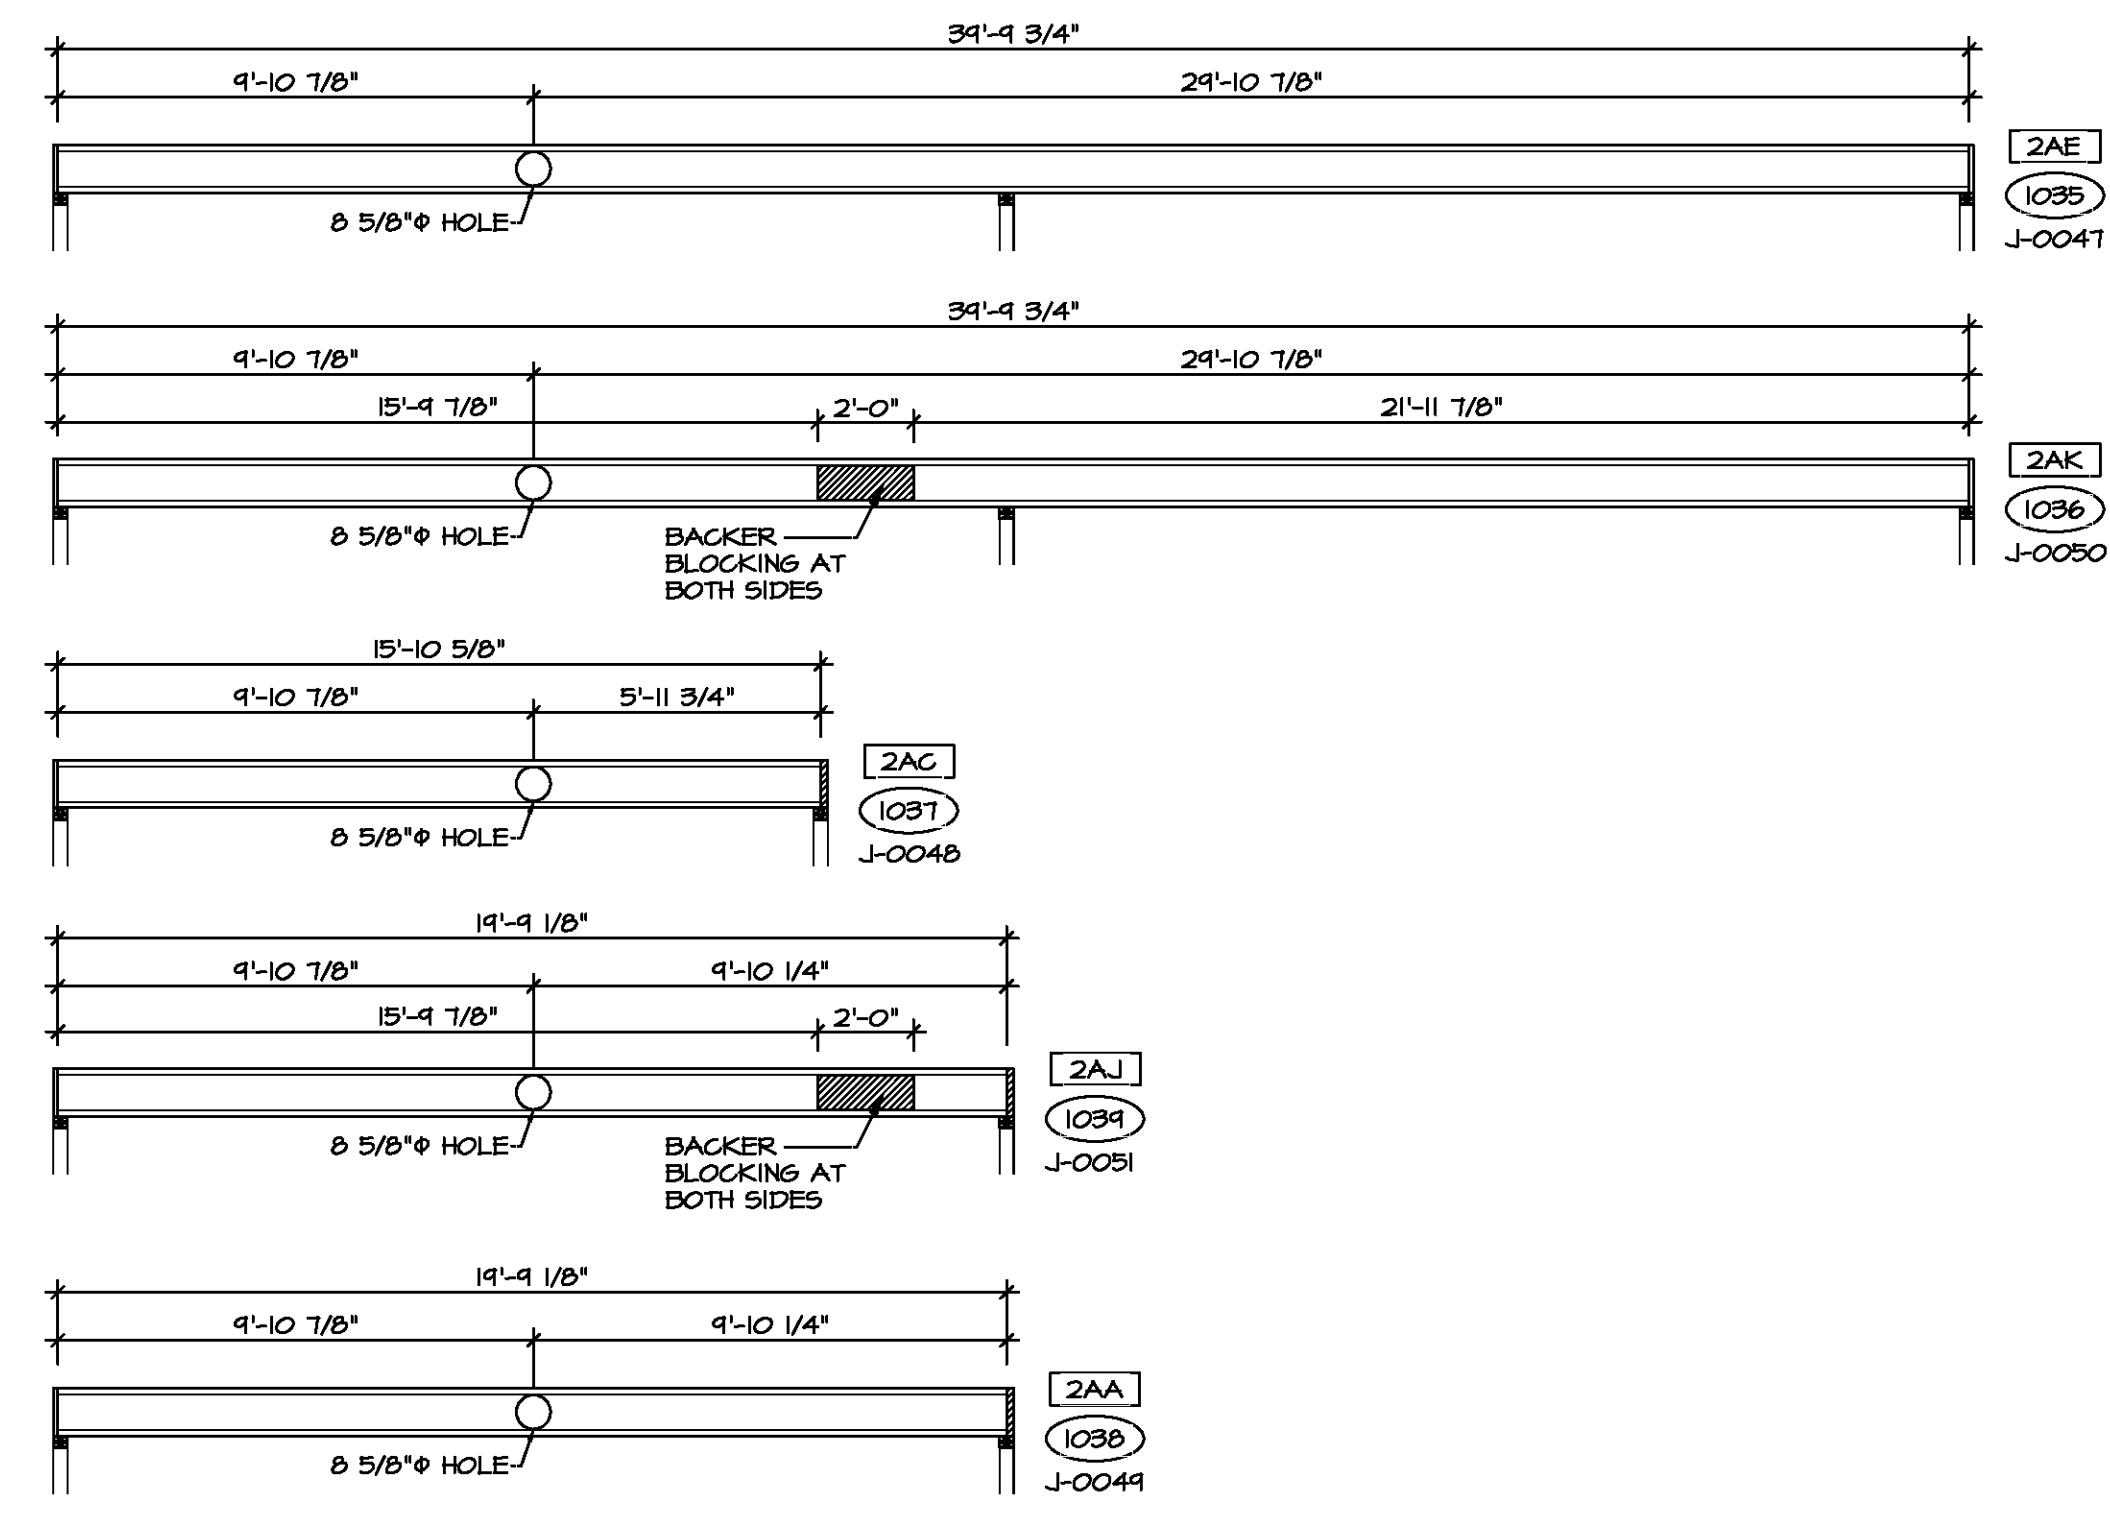 39'-9 3/4"
9'-10 7/8" 29'-10 7/8"
2AE
1035
8 5/8"Φ HOLE
J-0047
39'-9 3/4"
9'-10 7/8" 29'-10 7/8"
15'-9 7/8" 2'-0" 21'-11 7/8"
2AK
1036
8 5/8"Φ HOLE
BACKER
BLOCKING AT
BOTH SIDES
J-0050
15'-10 5/8"
9'-10 7/8" 5'-11 3/4"
2AC
1037
8 5/8"Φ HOLE
J-0048
19'-9 1/8"
9'-10 7/8" 9'-10 1/4"
15'-9 7/8" 2'-0"
2AJ
1039
8 5/8"Φ HOLE
BACKER
BLOCKING AT
BOTH SIDES
J-0051
19'-9 1/8"
9'-10 7/8" 9'-10 1/4"
2AA
1038
8 5/8"Φ HOLE
J-0049